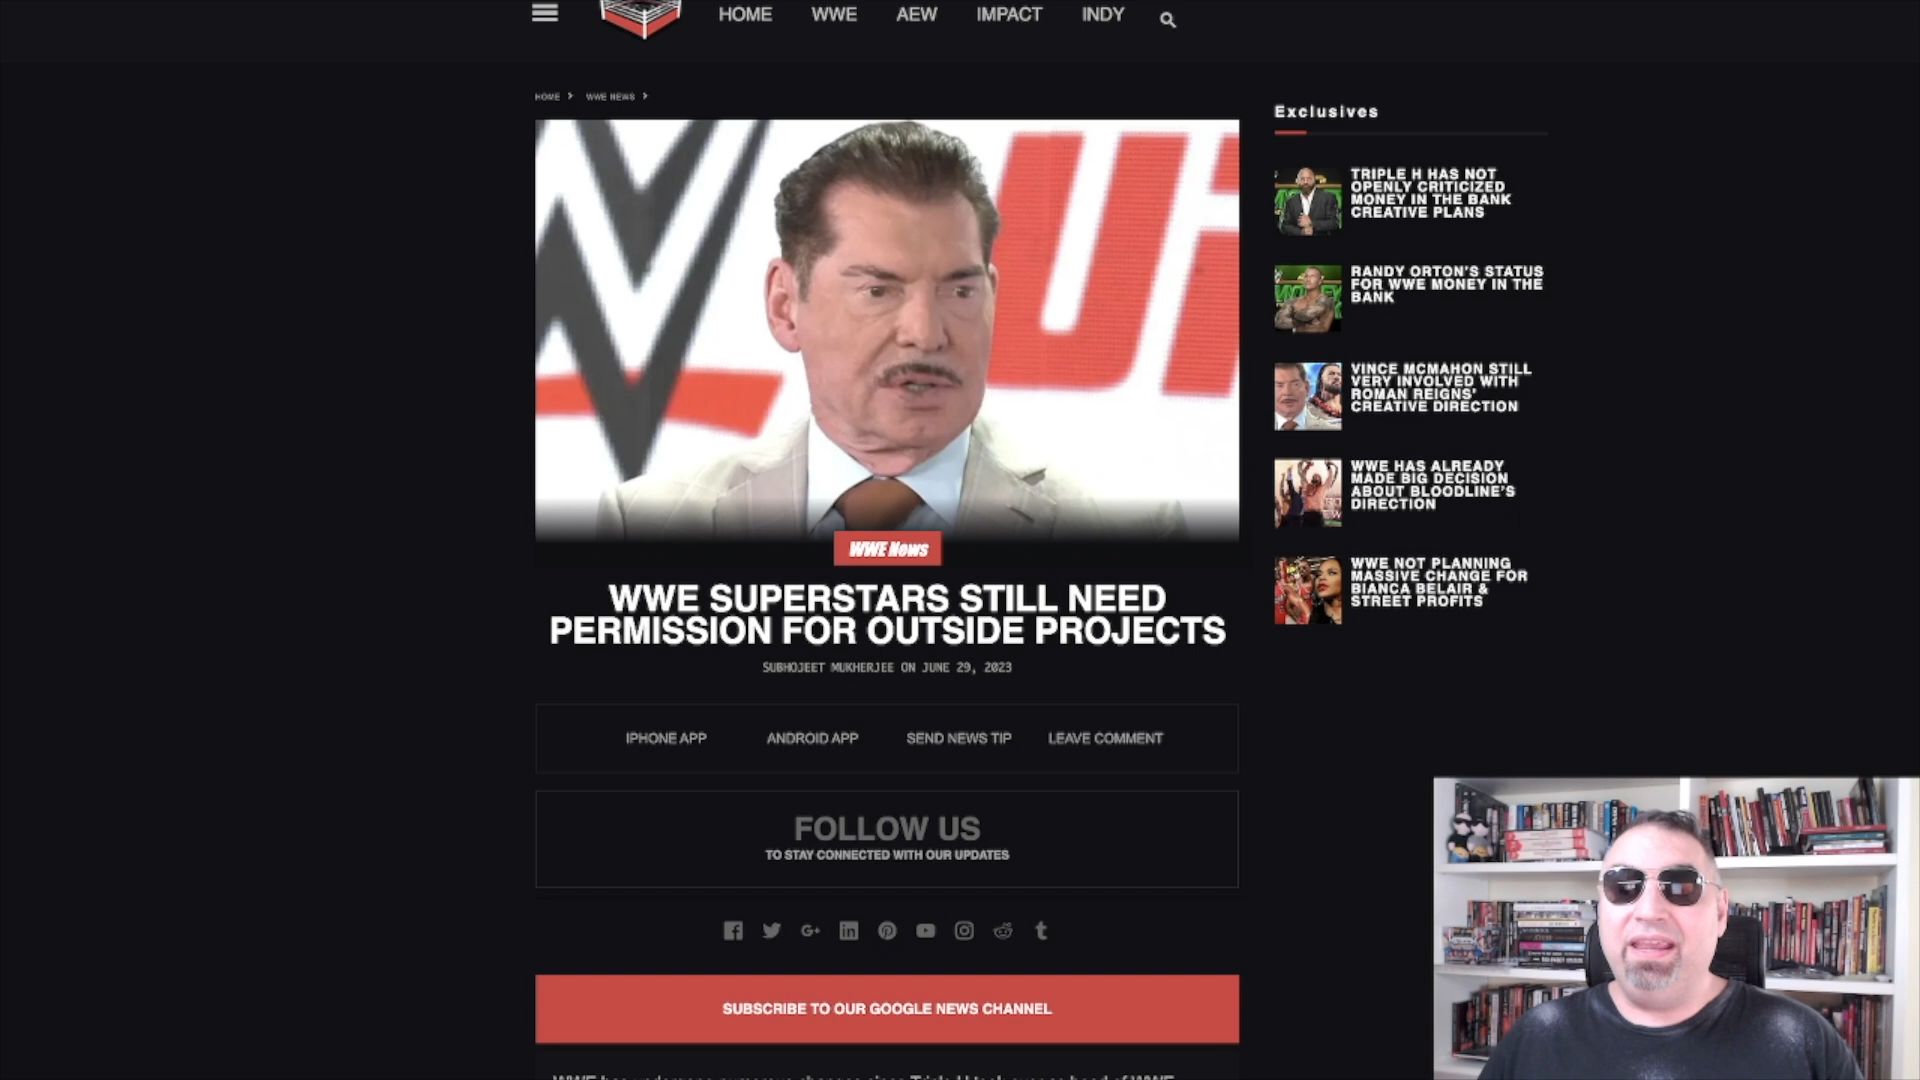 HOME
WWE
AEW
IMPACT
INDY
HOME
WWE NEWS
Exclusives
TRIPLE H HAS NOT
OPENLY CRITICIZED
MONEY IN THE BANK
CREATIVE PLANS
RANDY ORTON'S STATUS
FOR WWE MONEY IN THE
BANK
VINCE MCMAHON STILL
VERY INVOLVED WITH
ROMAN REIGNS'
CREATIVE DIRECTION
WWE HAS ALREADY
MADE BIG DECISION
ABOUT BLOODLINE'S
DIRECTION
WWE NOT PLANNING
MASSIVE CHANGE FOR
BIANCA BELAIR &
STREET PROFITS
WWE News
WWE SUPERSTARS STILL NEED
PERMISSION FOR OUTSIDE PROJECTS
SUBHOJEET MUKHERJEE ON JUNE 29, 2023
IPHONE APP
ANDROID APP
SEND NEWS TIP
LEAVE COMMENT
FOLLOW US
TO STAY CONNECTED WITH OUR UPDATES
SUBSCRIBE TO OUR GOOGLE NEWS CHANNEL